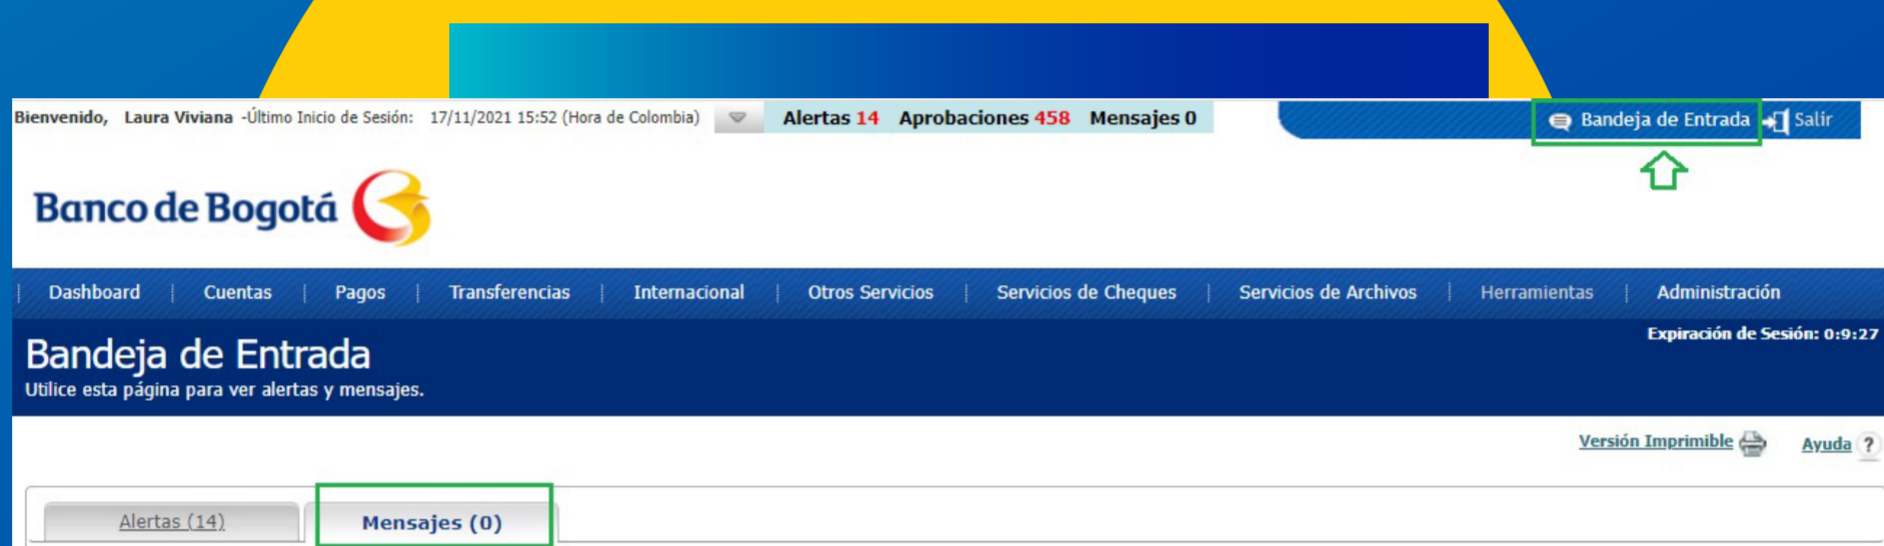 Bienvenido, Laura Viviana -Último Inicio de Sesión: 17/11/2021 15:52 (Hora de Colombia) Alertas 14 Aprobaciones 458 Mensajes 0 Bandeja de Entrada Salir
Banco de Bogotá
Dashboard Cuentas Pagos Transferencias Internacional Otros Servicios Servicios de Cheques Servicios de Archivos Herramientas Administración
Expiración de Sesión: 0:9:27
Bandeja de Entrada
Utilice esta página para ver alertas y mensajes.
Versión Imprimible Ayuda ?
Alertas (14) Mensajes (0)